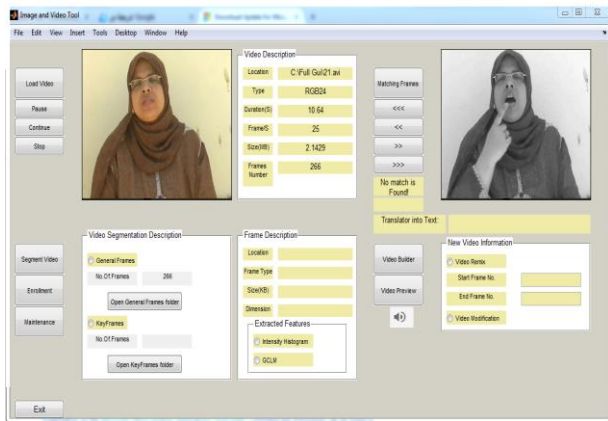 Image and Video Tool
File Edit View Insert Tools Desktop Window Help
Load Video
Pause
Continue
Stop
Video Description
Location C:\Full Gui\21.avi
Type RGB24
Duration(S) 10.64
Frame/S 25
Size(MB) 2.1429
Frames Number 266
Matching Frames
<<<
<<
>>
>>>
No match is
Found!
Translator into Text:
Segment Video
Enrollment
Maintenance
Video Segmentation Description
General Frames
No.Of.Frames 266
Open General Frames folder
KeyFrames
No.Of.Frames
Open KeyFrames folder
Frame Description
Location
Frame Type
Size(KB)
Dimension
Extracted Features
Intensity Histogram
GCLM
Video Builder
Video Preview
New Video Information
Video Remix
Start Frame No.
End Frame No.
Video Modification
Exit